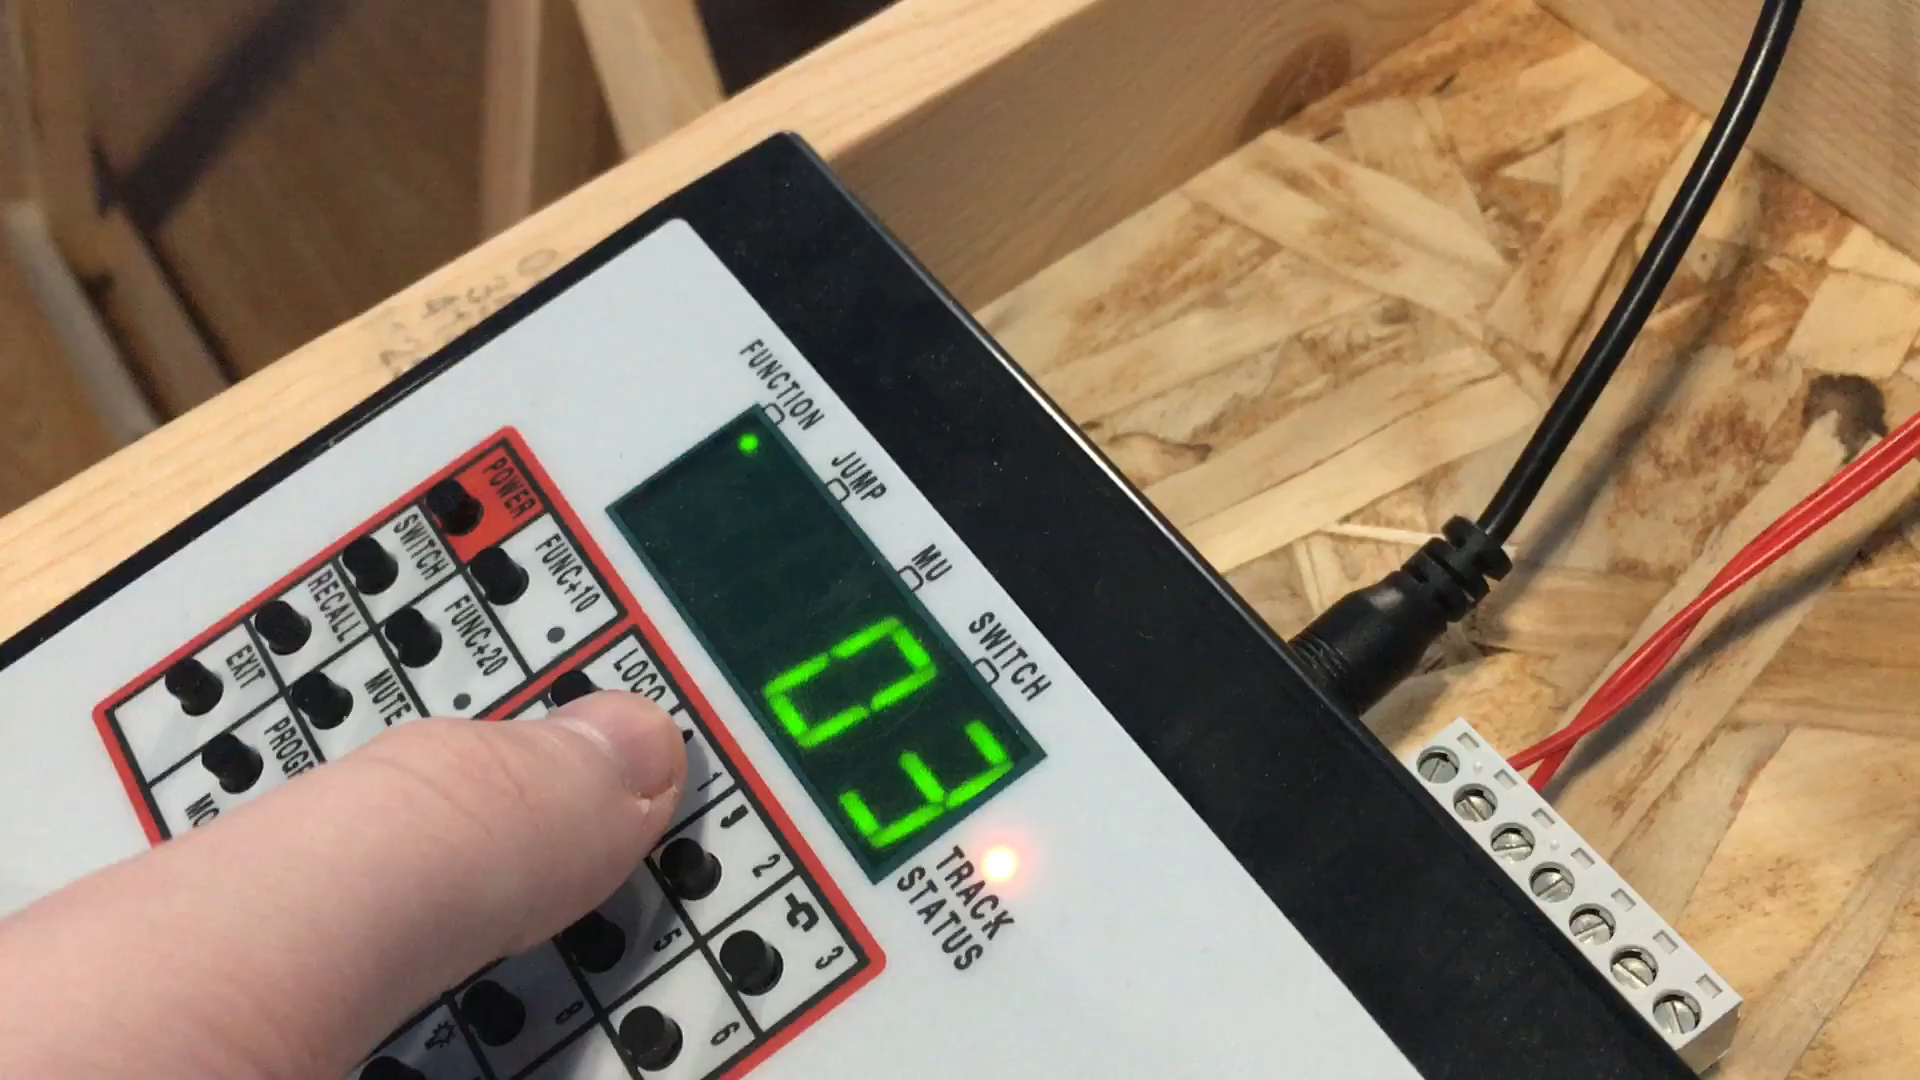 FUNCTION
JUMP
MU
SWITCH
03
TRACK
STATUS
POWER
FUNC+10
SWITCH
FUNC+20
RECALL
MUTE
EXIT
LOCO
1
2
3
5
6
8